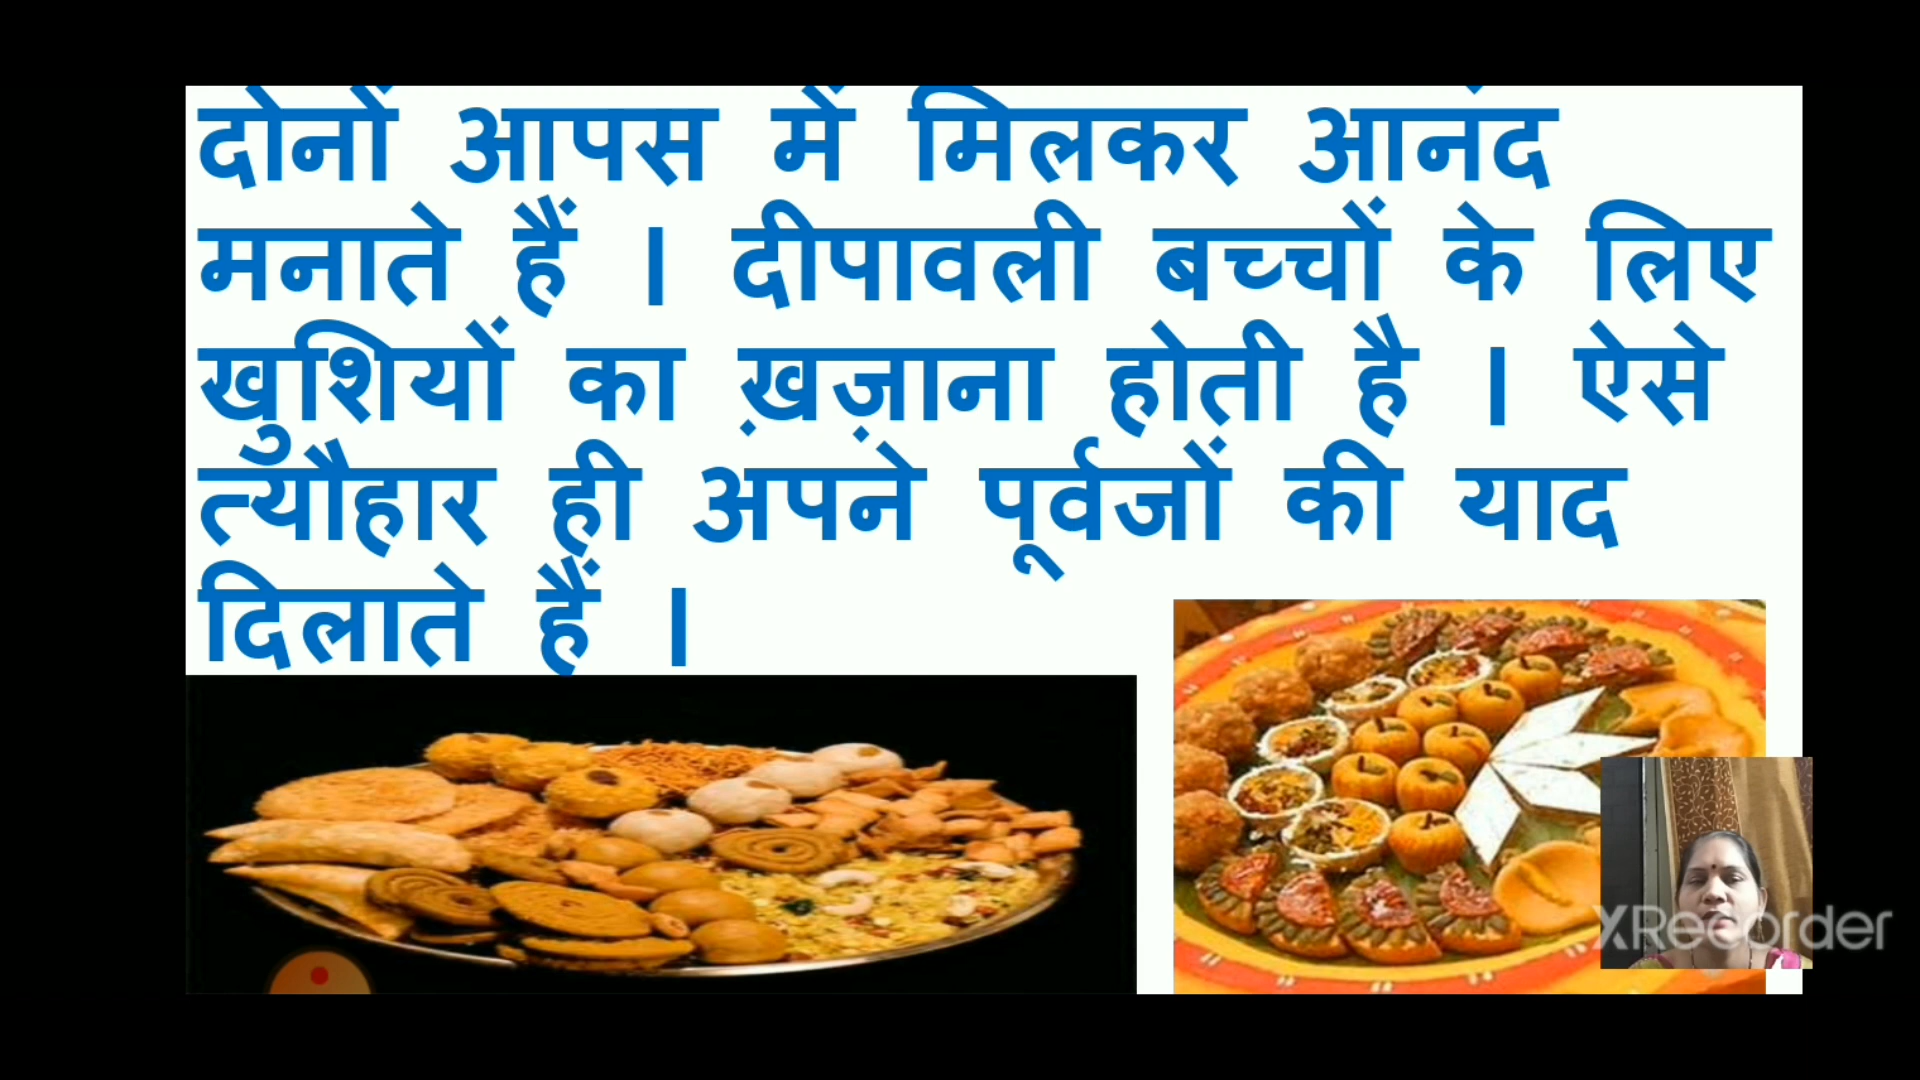 दोनों आपस में मिलकर आनंद
मनाते हैं । दीपावली बच्चों के लिए
खुशियों का ख़ज़ाना होती है । ऐसे
त्यौहार ही अपने पूर्वजों की याद
दिलाते हैं ।
XRecorder